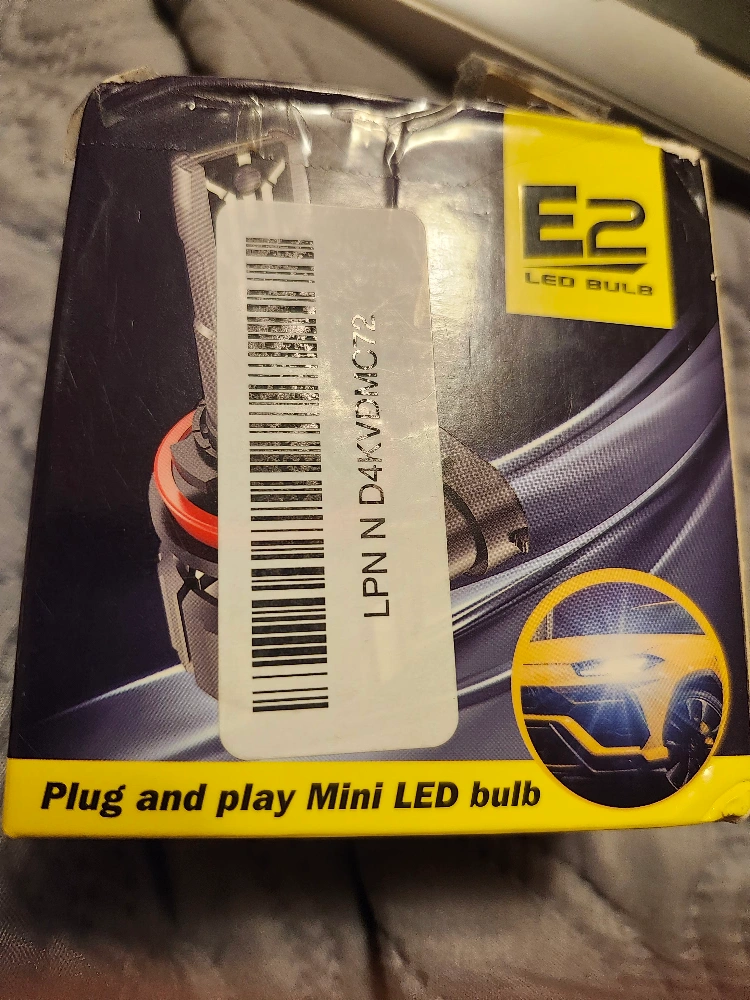 E2
LED BULB
LPN N D4KVDMC72
Plug and play Mini LED bulb